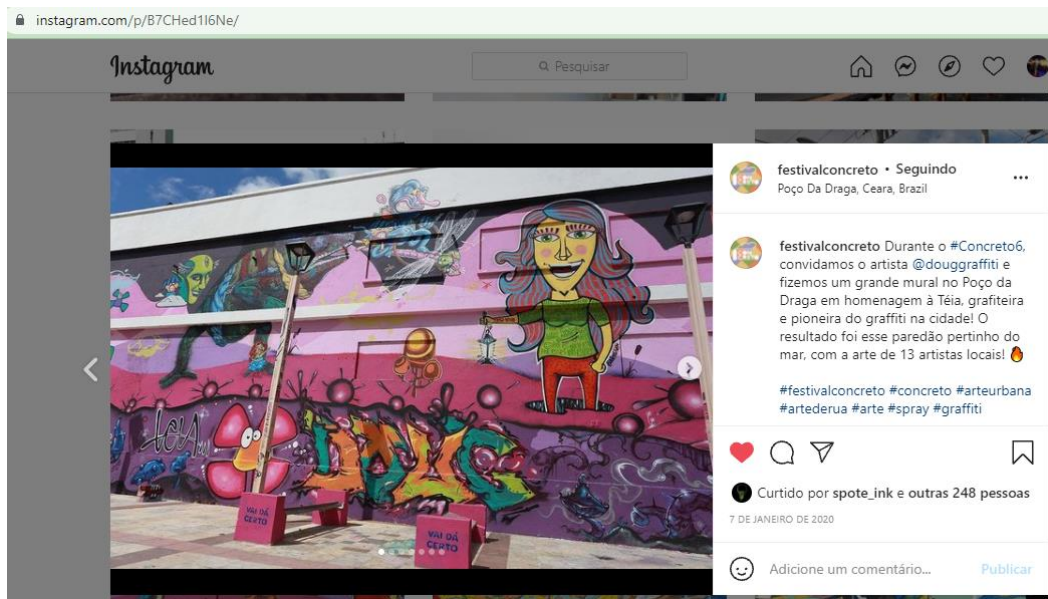 instagram.com/p/B7CHed1I6Ne/
Instagram
Pesquisar
festivalconcreto • Seguindo
Poço Da Draga, Ceara, Brazil
festivalconcreto Durante o #Concreto6,
convidamos o artista @douggraffiti e
fizemos um grande mural no Poço da
Draga em homenagem à Téia, grafiteira
e pioneira do graffiti na cidade! O
resultado foi esse paredão pertinho do
mar, com a arte de 13 artistas locais! 🔥
#festivalconcreto #concreto #arteurbana
#artederua #arte #spray #graffiti
Curtido por spote_ink e outras 248 pessoas
7 DE JANEIRO DE 2020
Adicione um comentário... Publicar
VAI DÁ
CERTO
VAI DÁ
CERTO